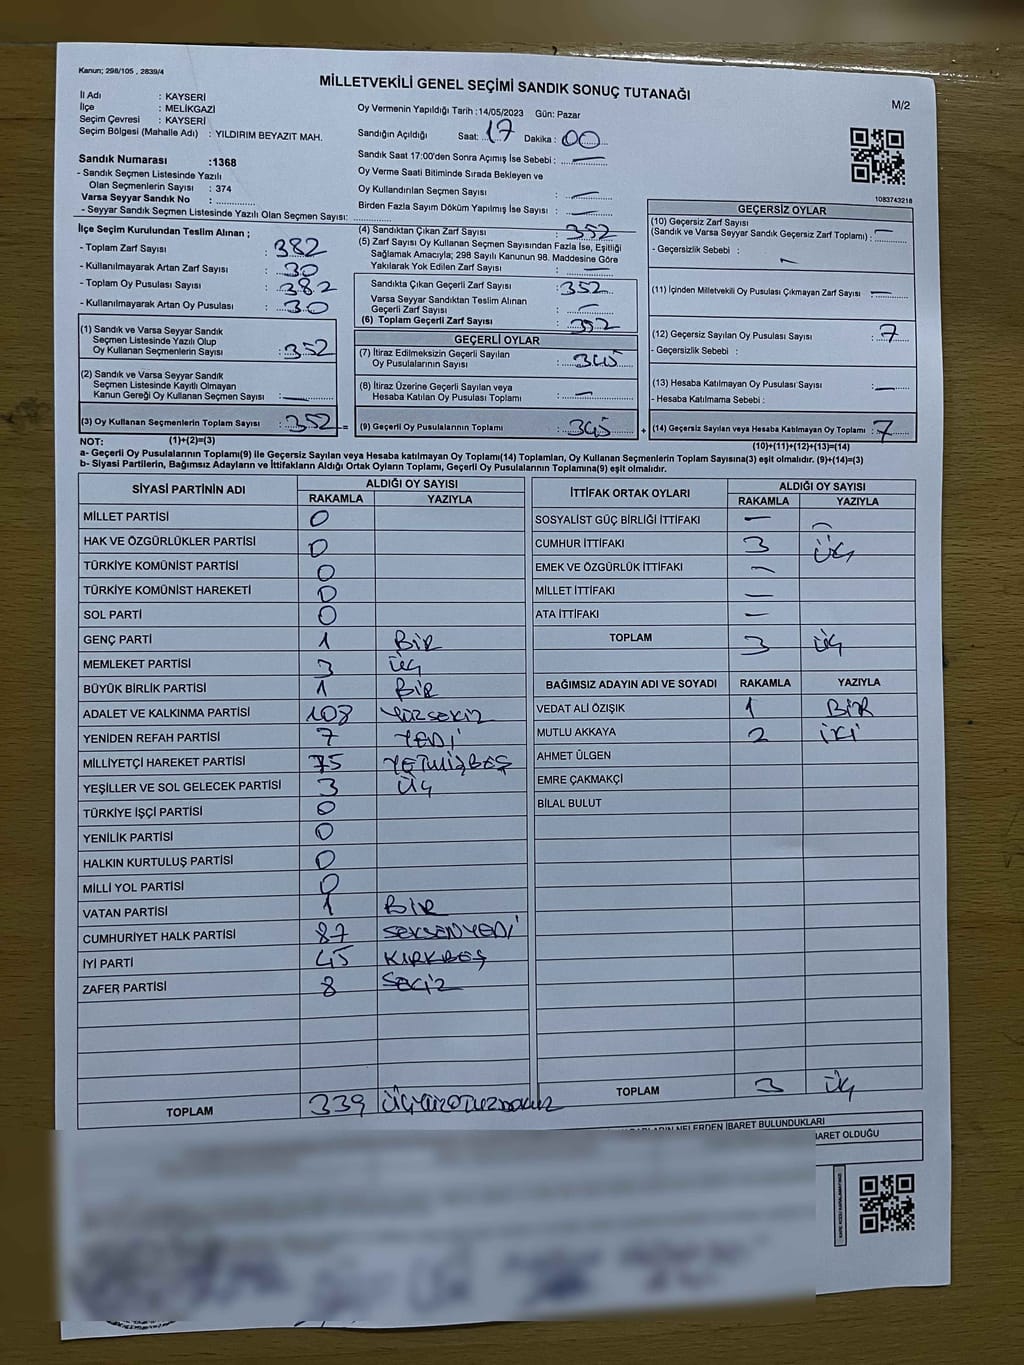 Kanun; 298/105 , 2839/4
MİLLETVEKİLİ GENEL SEÇİMİ SANDIK SONUÇ TUTANAĞI
M/2
İl Adı : KAYSERİ
İlçe : MELİKGAZİ
Seçim Çevresi : KAYSERİ
Seçim Bölgesi (Mahalle Adı) : YILDIRIM BEYAZIT MAH.
Oy Vermenin Yapıldığı Tarih :14/05/2023 Gün: Pazar
Sandığın Açıldığı Saat: 17 Dakika : 00
Sandık Saat 17:00'den Sonra Açımış İse Sebebi : —
Oy Verme Saati Bitiminde Sırada Bekleyen ve
Oy Kullandırılan Seçmen Sayısı : —
Birden Fazla Sayım Döküm Yapılmış İse Sayısı : —
1083743216
Sandık Numarası :1368
- Sandık Seçmen Listesinde Yazılı
Olan Seçmenlerin Sayısı : 374
Varsa Seyyar Sandık No : ..............
- Seyyar Sandık Seçmen Listesinde Yazılı Olan Seçmen Sayısı: ..............
İlçe Seçim Kurulundan Teslim Alınan ;
- Toplam Zarf Sayısı : 382
- Kullanılmayarak Artan Zarf Sayısı : 30
- Toplam Oy Pusulası Sayısı : 382
- Kullanılmayarak Artan Oy Pusulası : 30
(1) Sandık ve Varsa Seyyar Sandık
Seçmen Listesinde Yazılı Olup
Oy Kullanan Seçmenlerin Sayısı : 352
(2) Sandık ve Varsa Seyyar Sandık
Seçmen Listesinde Kayıtlı Olmayan
Kanun Gereği Oy Kullanan Seçmen Sayısı : —
(3) Oy Kullanan Seçmenlerin Toplam Sayısı : 352 =
(4) Sandıktan Çıkan Zarf Sayısı : 352
(5) Zarf Sayısı Oy Kullanan Seçmen Sayısından Fazla İse, Eşitliği
Sağlamak Amacıyla; 298 Sayılı Kanunun 98. Maddesine Göre
Yakılarak Yok Edilen Zarf Sayısı : —
Sandıkta Çıkan Geçerli Zarf Sayısı : 352
Varsa Seyyar Sandıktan Teslim Alınan
Geçerli Zarf Sayısı : —
(6) Toplam Geçerli Zarf Sayısı : 352
GEÇERLİ OYLAR
(7) İtiraz Edilmeksizin Geçerli Sayılan
Oy Pusulalarının Sayısı : 345
(8) İtiraz Üzerine Geçerli Sayılan veya
Hesaba Katılan Oy Pusulası Toplamı : —
(9) Geçerli Oy Pusulalarının Toplamı : 345 +
GEÇERSİZ OYLAR
(10) Geçersiz Zarf Sayısı
(Sandık ve Varsa Seyyar Sandık Geçersiz Zarf Toplamı) : —
- Geçersizlik Sebebi : —
(11) İçinden Milletvekili Oy Pusulası Çıkmayan Zarf Sayısı : —
(12) Geçersiz Sayılan Oy Pusulası Sayısı : 7
- Geçersizlik Sebebi :
(13) Hesaba Katılmayan Oy Pusulası Sayısı : —
- Hesaba Katılmama Sebebi :
(14) Geçersiz Sayılan veya Hesaba Katılmayan Oy Toplamı : 7
NOT: (1)+(2)=(3)
(10)+(11)+(12)+(13)=(14)
a- Geçerli Oy Pusulalarının Toplamı(9) ile Geçersiz Sayılan veya Hesaba katılmayan Oy Toplamı(14) Toplamları, Oy Kullanan Seçmenlerin Toplam Sayısına(3) eşit olmalıdır. (9)+(14)=(3)
b- Siyasi Partilerin, Bağımsız Adayların ve İttifakların Aldığı Ortak Oyların Toplamı, Geçerli Oy Pusulalarının Toplamına(9) eşit olmalıdır.
SİYASİ PARTİNİN ADI ALDIĞI OY SAYISI
RAKAMLA YAZIYLA
MİLLET PARTİSİ 0
HAK VE ÖZGÜRLÜKLER PARTİSİ 0
TÜRKİYE KOMÜNİST PARTİSİ 0
TÜRKİYE KOMÜNİST HAREKETİ 0
SOL PARTİ 0
GENÇ PARTİ 1 BİR
MEMLEKET PARTİSİ 3 ÜÇ
BÜYÜK BİRLİK PARTİSİ 1 BİR
ADALET VE KALKINMA PARTİSİ 108 YÜZSEKİZ
YENİDEN REFAH PARTİSİ 7 YEDİ
MİLLİYETÇİ HAREKET PARTİSİ 75 YETMİŞBEŞ
YEŞİLLER VE SOL GELECEK PARTİSİ 3 ÜÇ
TÜRKİYE İŞÇİ PARTİSİ 0
YENİLİK PARTİSİ 0
HALKIN KURTULUŞ PARTİSİ 0
MİLLİ YOL PARTİSİ 0
VATAN PARTİSİ 1 BİR
CUMHURİYET HALK PARTİSİ 87 SEKSENYEDİ
İYİ PARTİ 45 KIRKBEŞ
ZAFER PARTİSİ 8 SEKİZ
TOPLAM 339 ÜÇYÜZOTUZDOKUZ
İTTİFAK ORTAK OYLARI ALDIĞI OY SAYISI
RAKAMLA YAZIYLA
SOSYALİST GÜÇ BİRLİĞİ İTTİFAKI — —
CUMHUR İTTİFAKI 3 ÜÇ
EMEK VE ÖZGÜRLÜK İTTİFAKI —
MİLLET İTTİFAKI —
ATA İTTİFAKI —
TOPLAM 3 ÜÇ
BAĞIMSIZ ADAYIN ADI VE SOYADI RAKAMLA YAZIYLA
VEDAT ALİ ÖZIŞIK 1 BİR
MUTLU AKKAYA 2 İKİ
AHMET ÜLGEN
EMRE ÇAKMAKÇİ
BİLAL BULUT
TOPLAM 3 ÜÇ
NELERDEN İBARET BULUNDUKLARI
İBARET OLDUĞU